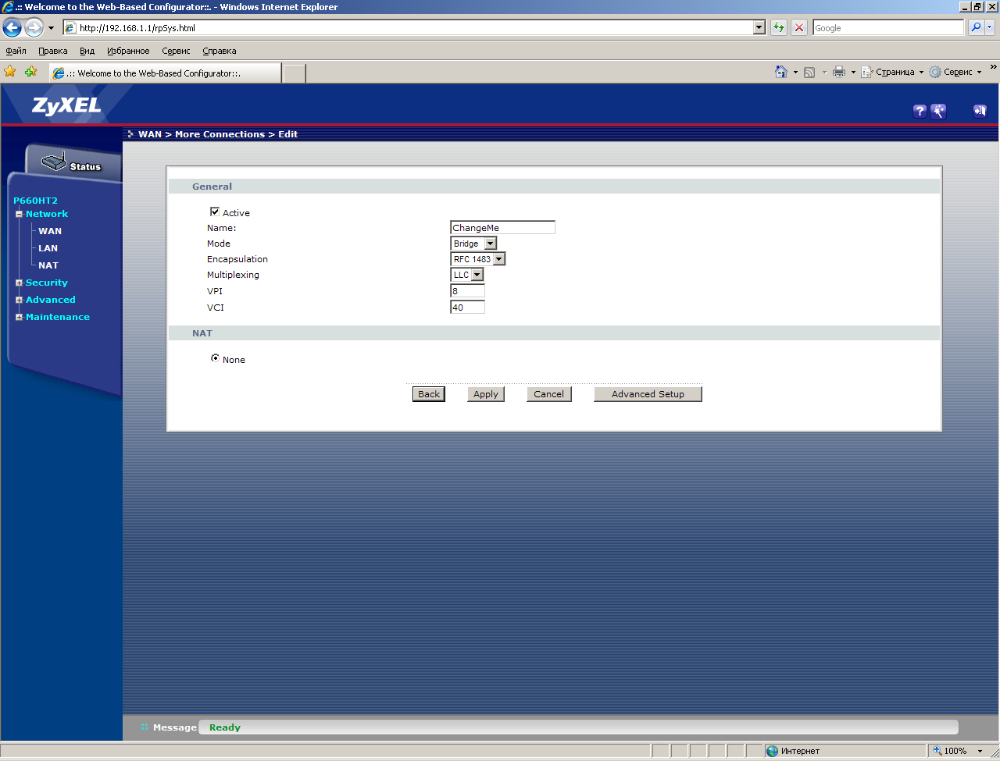 .:: Welcome to the Web-Based Configurator::. - Windows Internet Explorer
http://192.168.1.1/rpSys.html
Google
Файл Правка Вид Избранное Сервис Справка
.:: Welcome to the Web-Based Configurator::.
Страница Сервис »
ZyXEL
?
WAN > More Connections > Edit
Status
P660HT2
Network
WAN
LAN
NAT
Security
Advanced
Maintenance
General
Active
Name: ChangeMe
Mode Bridge
Encapsulation RFC 1483
Multiplexing LLC
VPI 8
VCI 40
NAT
None
Back Apply Cancel Advanced Setup
Message Ready
Интернет 100%